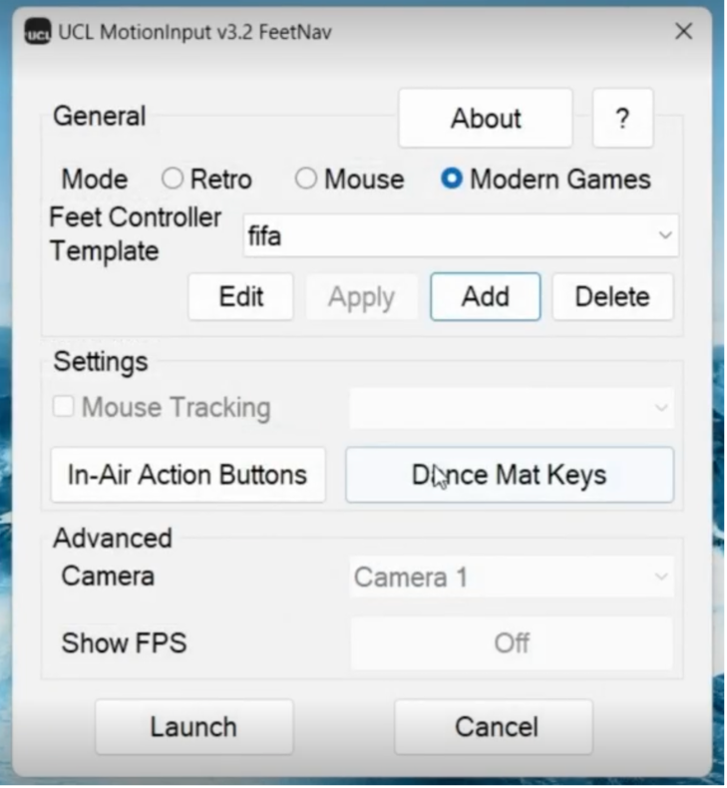 UCL UCL MotionInput v3.2 FeetNav
General About ?
Mode Retro Mouse Modern Games
Feet Controller
Template
fifa
Edit Apply Add Delete
Settings
Mouse Tracking
In-Air Action Buttons Dance Mat Keys
Advanced
Camera Camera 1
Show FPS Off
Launch Cancel